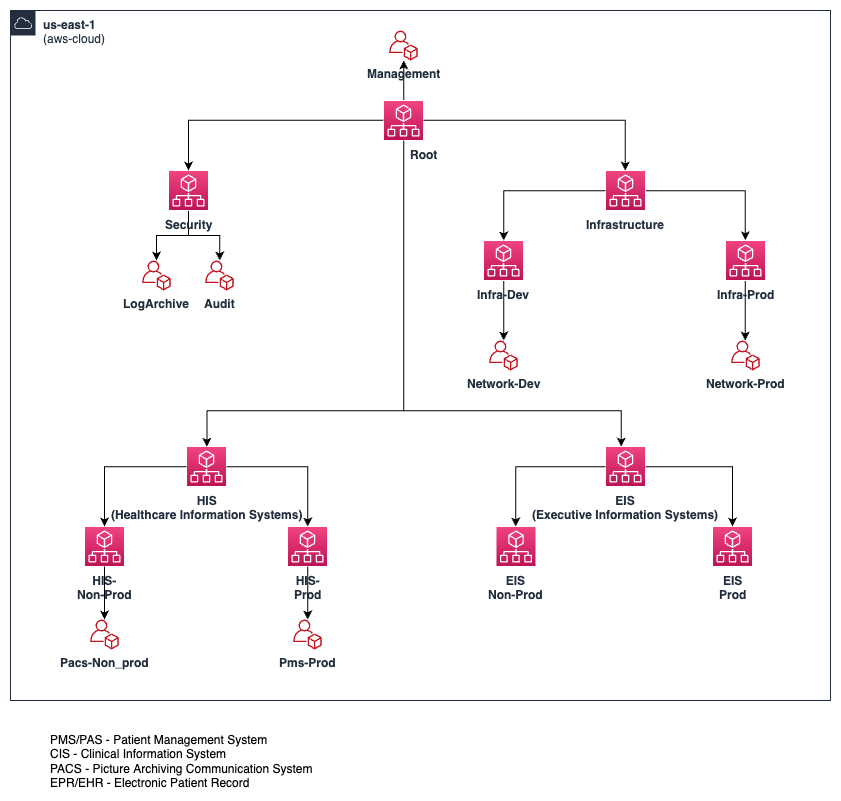 us-east-1
(aws-cloud)
Management
Root
Security
Infrastructure
LogArchive
Audit
Infra-Dev
Infra-Prod
Network-Dev
Network-Prod
HIS
(Healthcare Information Systems)
EIS
(Executive Information Systems)
HIS-
Non-Prod
HIS-
Prod
EIS
Non-Prod
EIS
Prod
Pacs-Non_prod
Pms-Prod
PMS/PAS - Patient Management System
CIS - Clinical Information System
PACS - Picture Archiving Communication System
EPR/EHR - Electronic Patient Record